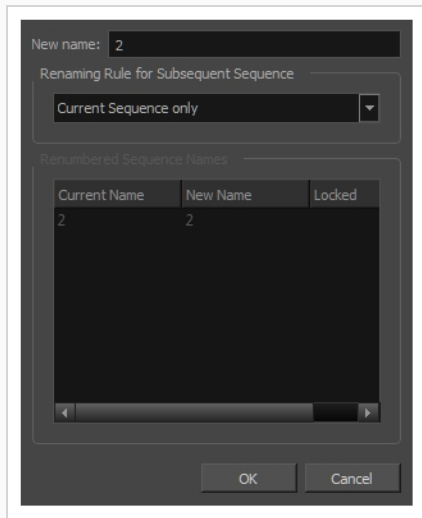 New name: 2
Renaming Rule for Subsequent Sequence
Current Sequence only
Renumbered Sequence Names
Current Name New Name Locked
2 2
OK Cancel